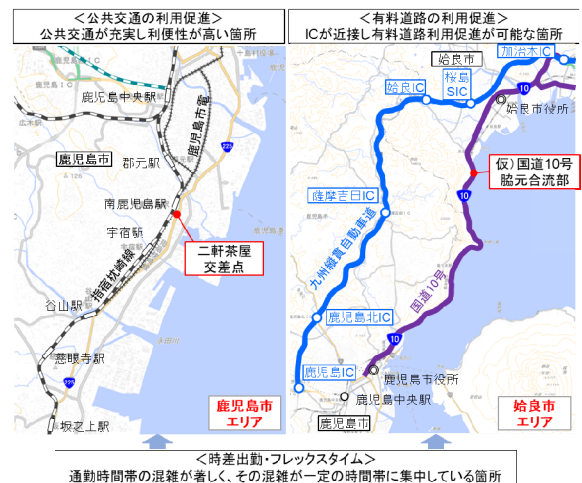 ＜公共交通の利用促進＞
公共交通が充実し利便性が高い箇所
鹿児島中央駅
鹿児島市電
鹿児島市
郡元駅
225
南鹿児島駅
宇宿駅
二軒茶屋
交差点
指宿枕崎線
谷山駅
慈眼寺駅
225
坂之上駅
鹿児島市
エリア
＜有料道路の利用促進＞
ICが近接し有料道路利用促進が可能な箇所
加治木IC
姶良市
桜島
SIC
姶良IC
10
姶良市役所
仮）国道10号
脇元合流部
薩摩吉田IC
10
九州縦貫自動車道
国道10号
鹿児島北IC
10
鹿児島IC
鹿児島市役所
鹿児島中央駅
鹿児島市
姶良市
エリア
＜時差出勤・フレックスタイム＞
通勤時間帯の混雑が著しく、その混雑が一定の時間帯に集中している箇所